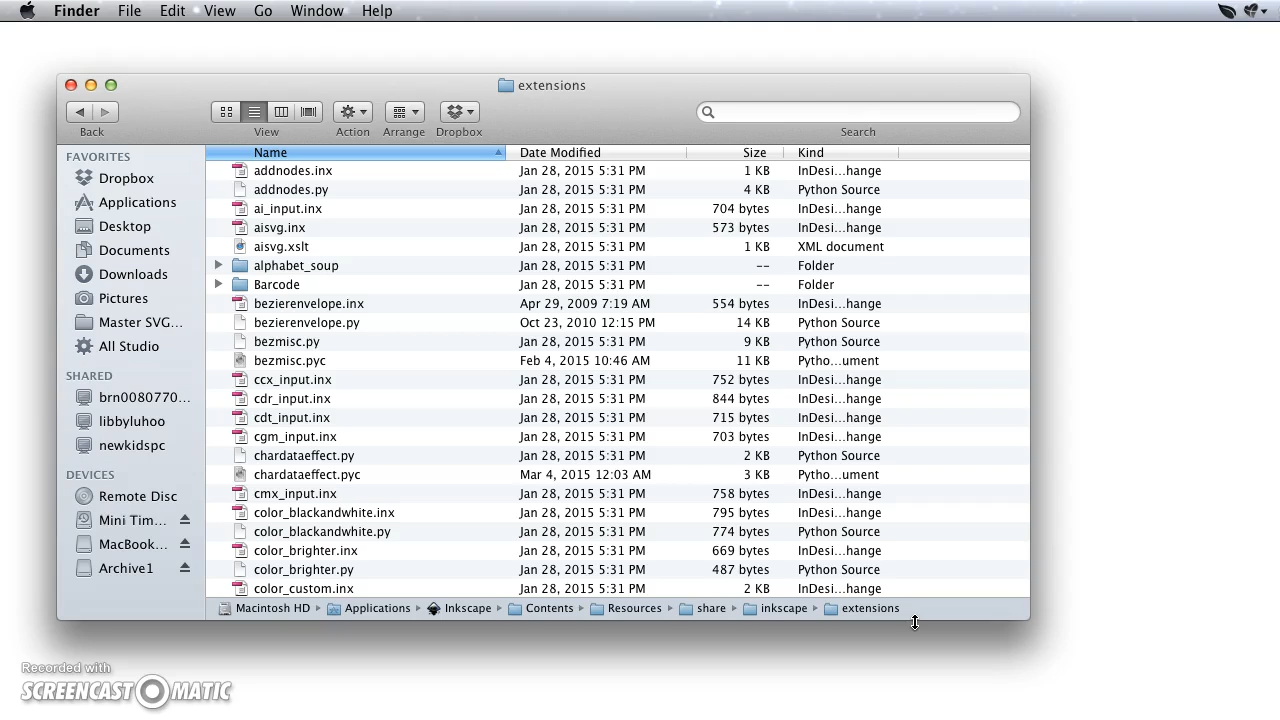 Finder File Edit View Go Window Help
extensions
Back View Action Arrange Dropbox Search
FAVORITES
Dropbox
Applications
Desktop
Documents
Downloads
Pictures
Master SVG...
All Studio
SHARED
brn0080770...
libbyluhoo
newkidspc
DEVICES
Remote Disc
Mini Tim...
MacBook...
Archive1
Name Date Modified Size Kind
addnodes.inx Jan 28, 2015 5:31 PM 1 KB InDesi...hange
addnodes.py Jan 28, 2015 5:31 PM 4 KB Python Source
ai_input.inx Jan 28, 2015 5:31 PM 704 bytes InDesi...hange
aisvg.inx Jan 28, 2015 5:31 PM 573 bytes InDesi...hange
aisvg.xslt Jan 28, 2015 5:31 PM 1 KB XML document
alphabet_soup Jan 28, 2015 5:31 PM -- Folder
Barcode Jan 28, 2015 5:31 PM -- Folder
bezierenvelope.inx Apr 29, 2009 7:19 AM 554 bytes InDesi...hange
bezierenvelope.py Oct 23, 2010 12:15 PM 14 KB Python Source
bezmisc.py Jan 28, 2015 5:31 PM 9 KB Python Source
bezmisc.pyc Feb 4, 2015 10:46 AM 11 KB Pytho...ument
ccx_input.inx Jan 28, 2015 5:31 PM 752 bytes InDesi...hange
cdr_input.inx Jan 28, 2015 5:31 PM 844 bytes InDesi...hange
cdt_input.inx Jan 28, 2015 5:31 PM 715 bytes InDesi...hange
cgm_input.inx Jan 28, 2015 5:31 PM 703 bytes InDesi...hange
chardataeffect.py Jan 28, 2015 5:31 PM 2 KB Python Source
chardataeffect.pyc Mar 4, 2015 12:03 AM 3 KB Pytho...ument
cmx_input.inx Jan 28, 2015 5:31 PM 758 bytes InDesi...hange
color_blackandwhite.inx Jan 28, 2015 5:31 PM 795 bytes InDesi...hange
color_blackandwhite.py Jan 28, 2015 5:31 PM 774 bytes Python Source
color_brighter.inx Jan 28, 2015 5:31 PM 669 bytes InDesi...hange
color_brighter.py Jan 28, 2015 5:31 PM 487 bytes Python Source
color_custom.inx Jan 28, 2015 5:31 PM 2 KB InDesi...hange
Macintosh HD Applications Inkscape Contents Resources share inkscape extensions
Recorded with
SCREENCAST MATIC